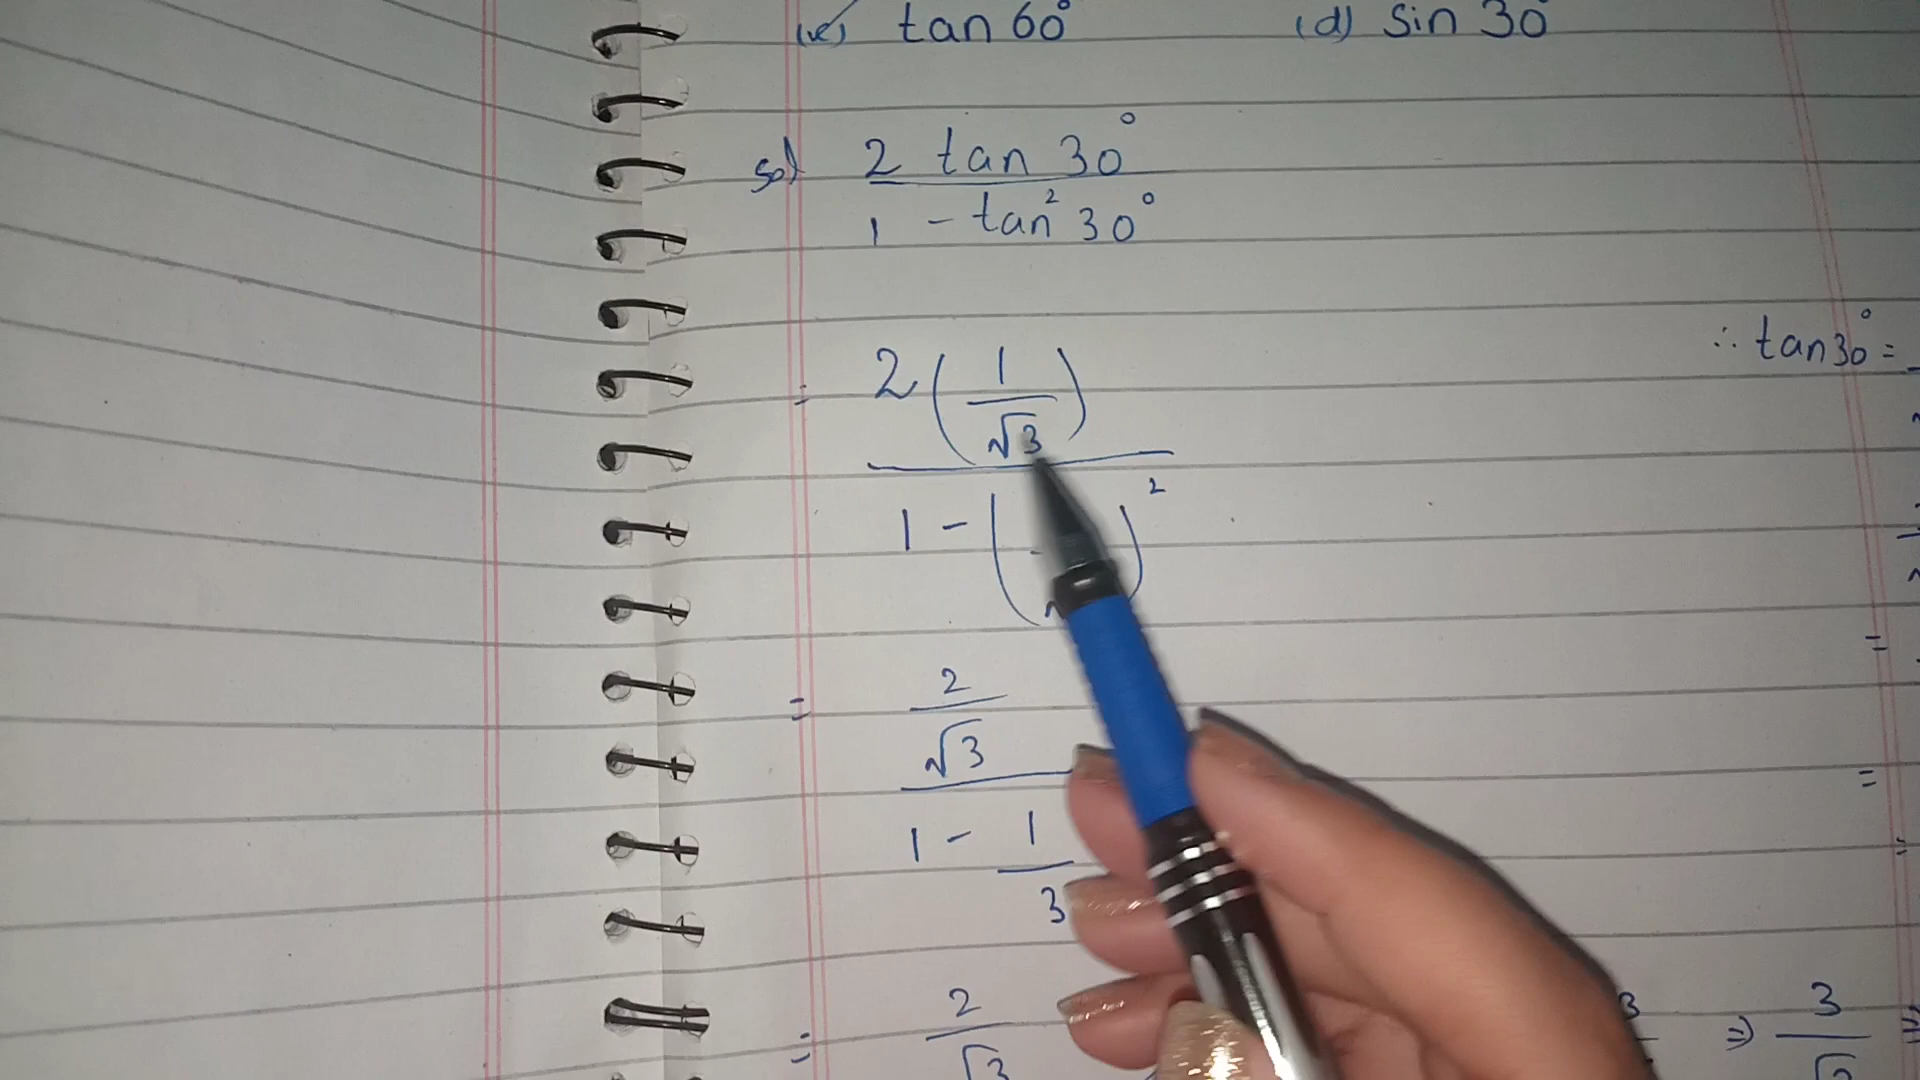 (c) tan 60° (d) sin 30°
sol 2 tan 30°
1 - tan² 30°
∴ tan 30° =
= 2 ( 1
√3 )
1 - ( )²
= 2
√3
1 - 1
3
= 2 ⇒ 3
√3